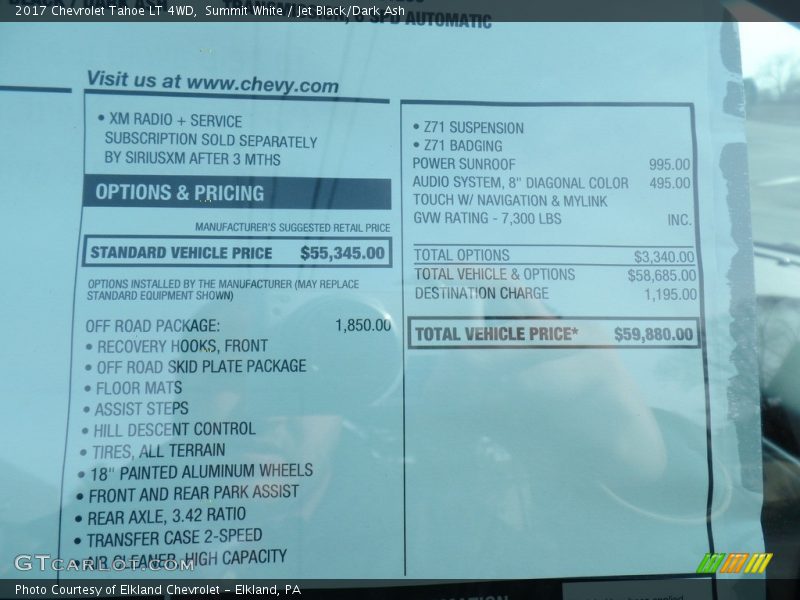 2017 Chevrolet Tahoe LT 4WD,  Summit White / Jet Black/Dark Ash
SPD AUTOMATIC
Visit us at www.chevy.com
• XM RADIO + SERVICE
SUBSCRIPTION SOLD SEPARATELY
BY SIRIUSXM AFTER 3 MTHS
OPTIONS & PRICING
MANUFACTURER'S SUGGESTED RETAIL PRICE
STANDARD VEHICLE PRICE $55,345.00
OPTIONS INSTALLED BY THE MANUFACTURER (MAY REPLACE
STANDARD EQUIPMENT SHOWN)
OFF ROAD PACKAGE: 1,850.00
• RECOVERY HOOKS, FRONT
• OFF ROAD SKID PLATE PACKAGE
• FLOOR MATS
• ASSIST STEPS
• HILL DESCENT CONTROL
• TIRES, ALL TERRAIN
• 18" PAINTED ALUMINUM WHEELS
• FRONT AND REAR PARK ASSIST
• REAR AXLE, 3.42 RATIO
• TRANSFER CASE 2-SPEED
• AIR CLEANER, HIGH CAPACITY
• Z71 SUSPENSION
• Z71 BADGING
POWER SUNROOF 995.00
AUDIO SYSTEM, 8" DIAGONAL COLOR 495.00
TOUCH W/ NAVIGATION & MYLINK
GVW RATING - 7,300 LBS INC.
TOTAL OPTIONS $3,340.00
TOTAL VEHICLE & OPTIONS $58,685.00
DESTINATION CHARGE 1,195.00
TOTAL VEHICLE PRICE* $59,880.00
GTCARLOT.COM
Photo Courtesy of Elkland Chevrolet – Elkland, PA